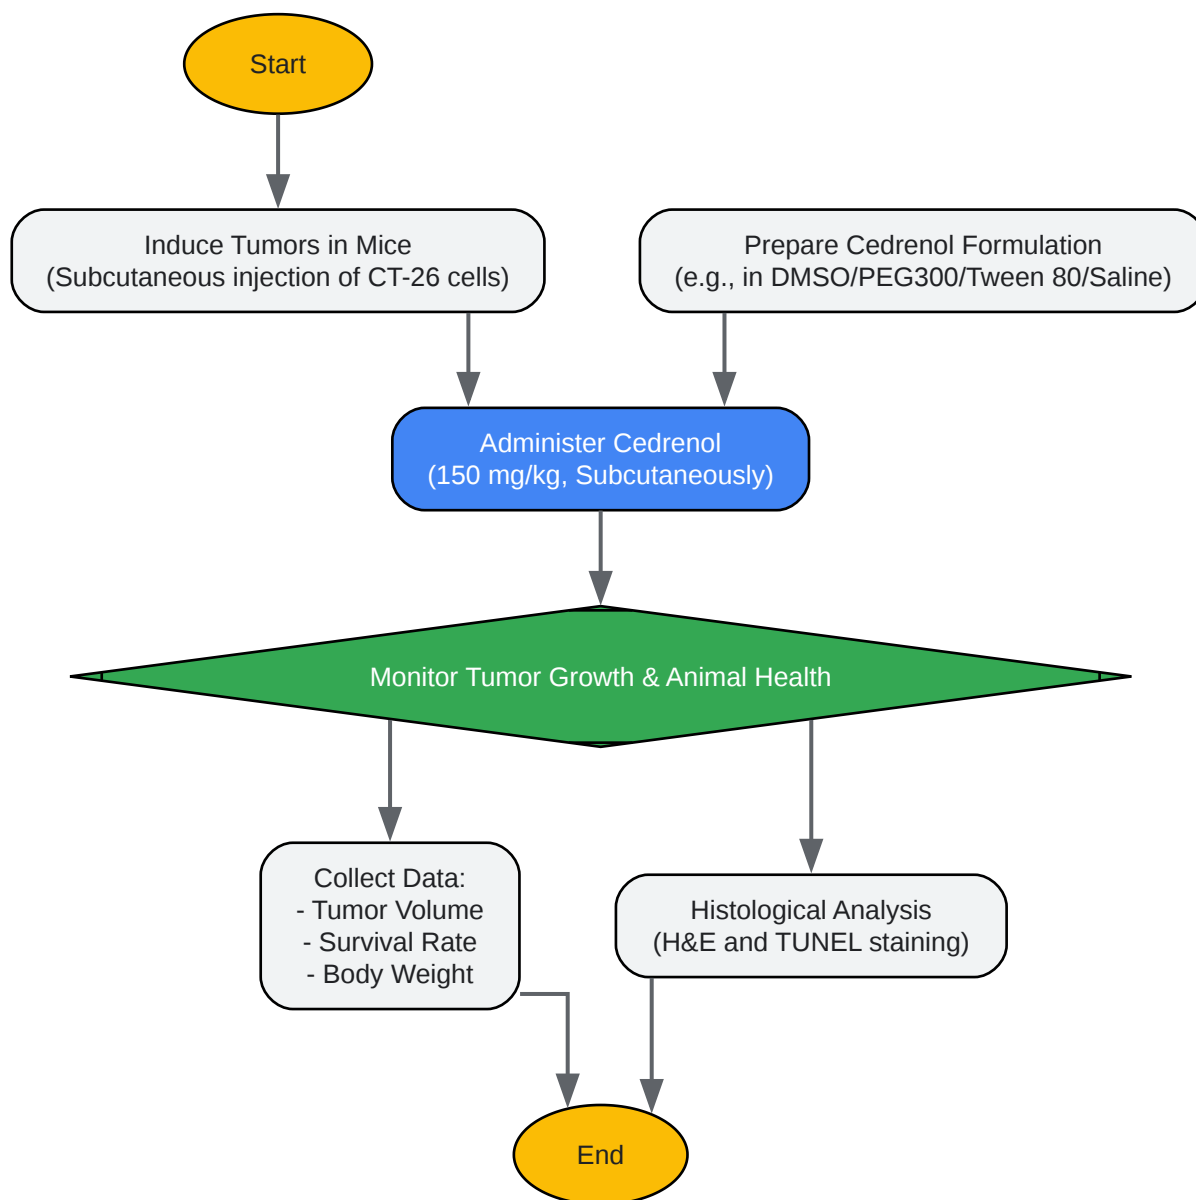 Start
Induce Tumors in Mice
(Subcutaneous injection of CT-26 cells)
Prepare Cedrenol Formulation
(e.g., in DMSO/PEG300/Tween 80/Saline)
Administer Cedrenol
(150 mg/kg, Subcutaneously)
Monitor Tumor Growth & Animal Health
Collect Data:
- Tumor Volume
- Survival Rate
- Body Weight
Histological Analysis
(H&E and TUNEL staining)
End